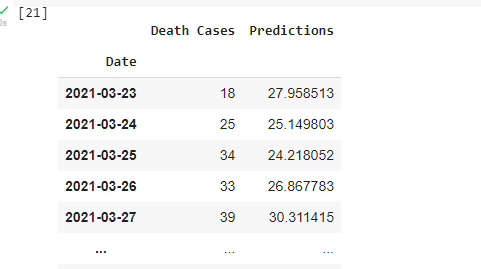 [21]
Death Cases Predictions
Date
2021-03-23 18 27.958513
2021-03-24 25 25.149803
2021-03-25 34 24.218052
2021-03-26 33 26.867783
2021-03-27 39 30.311415
... ... ...